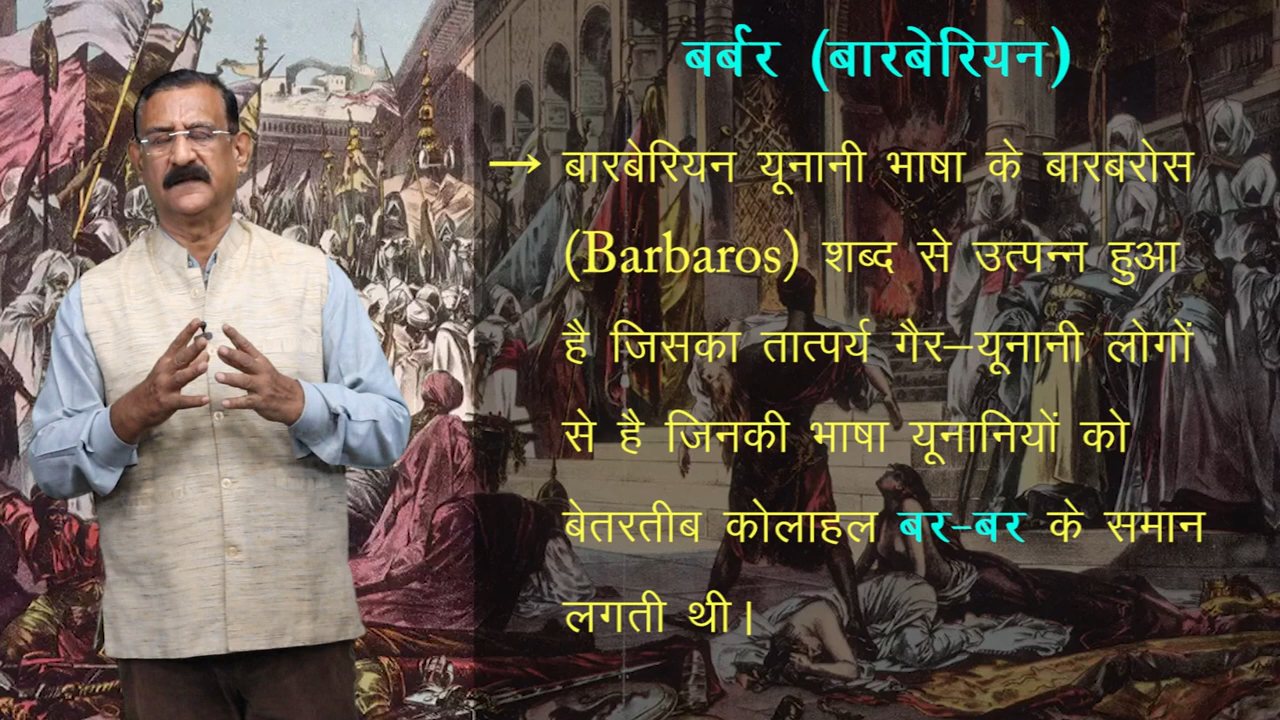 बर्बर (बारबेरियन)
→ बारबेरियन यूनानी भाषा के बारबरोस
(Barbaros) शब्द से उत्पन्न हुआ
है जिसका तात्पर्य गैर–यूनानी लोगों
से है जिनकी भाषा यूनानियों को
बेतरतीब कोलाहल बर-बर के समान
लगती थी।